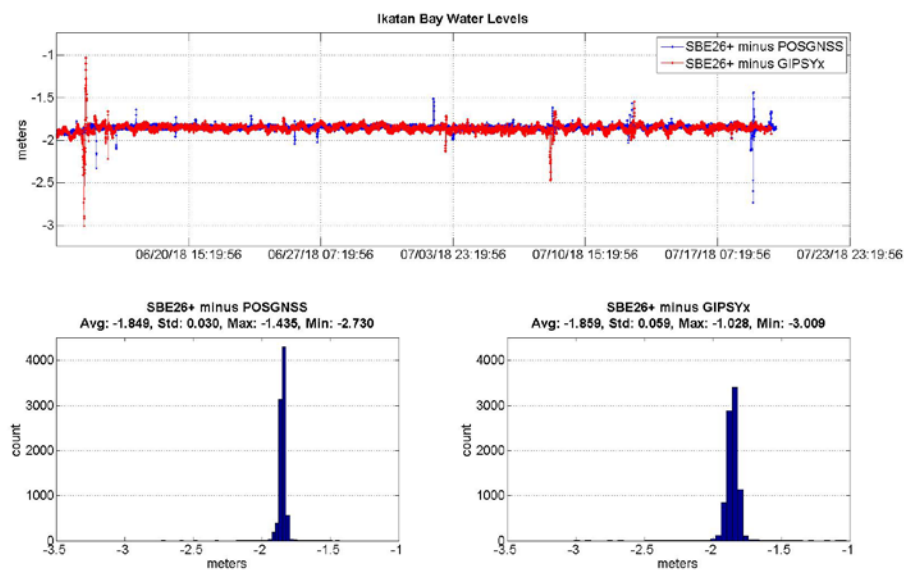 Ikatan Bay Water Levels
SBE26+ minus POSGNSS
SBE26+ minus GIPSYx
-1
-1.5
-2
-2.5
-3
meters
06/20/18 15:19:56 06/27/18 07:19:56 07/03/18 23:19:56 07/10/18 15:19:56 07/17/18 07:19:56 07/23/18 23:19:56
SBE26+ minus POSGNSS
Avg: -1.849, Std: 0.030, Max: -1.435, Min: -2.730
4000
3000
2000
1000
0
count
-3.5 -3 -2.5 -2 -1.5 -1
meters
SBE26+ minus GIPSYx
Avg: -1.859, Std: 0.059, Max: -1.028, Min: -3.009
4000
3000
2000
1000
0
count
-3.5 -3 -2.5 -2 -1.5 -1
meters